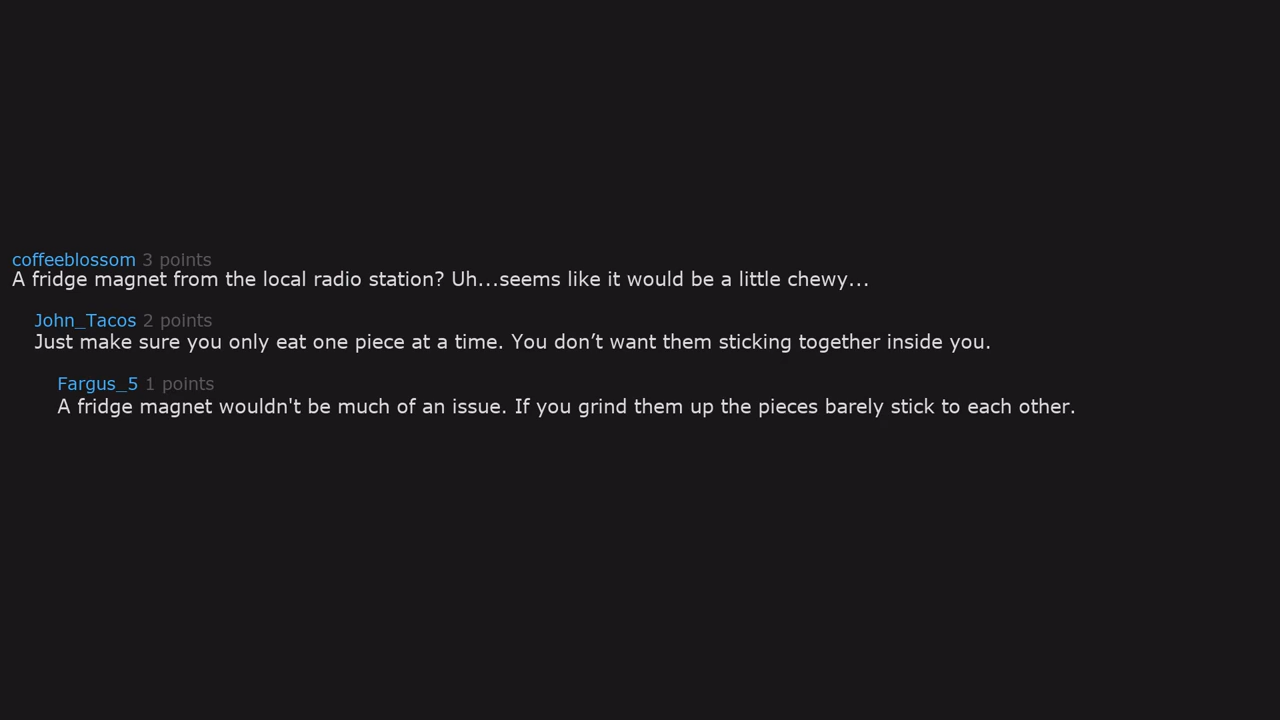 coffeeblossom 3 points
A fridge magnet from the local radio station? Uh...seems like it would be a little chewy...
John_Tacos 2 points
Just make sure you only eat one piece at a time. You don’t want them sticking together inside you.
Fargus_5 1 points
A fridge magnet wouldn't be much of an issue. If you grind them up the pieces barely stick to each other.